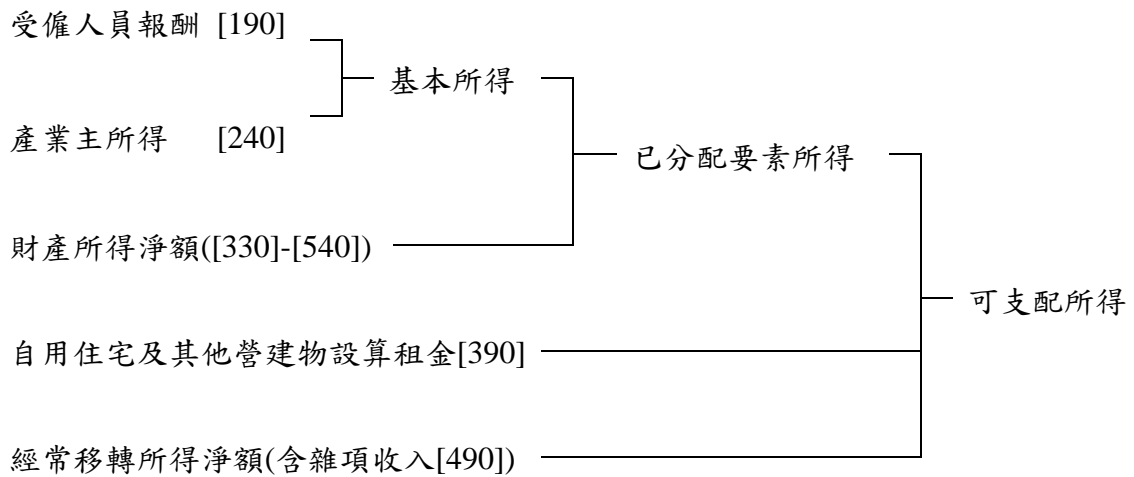 受僱人員報酬 [190]
基本所得
產業主所得 [240]
已分配要素所得
財產所得淨額([330]-[540])
可支配所得
自用住宅及其他營建物設算租金[390]
經常移轉所得淨額(含雜項收入[490])